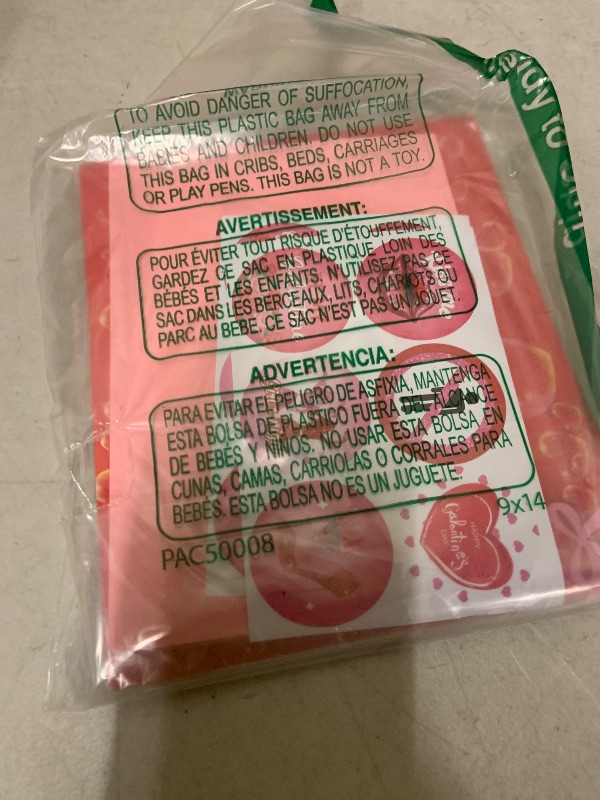 TO AVOID DANGER OF SUFFOCATION,
KEEP THIS PLASTIC BAG AWAY FROM
BABIES AND CHILDREN. DO NOT USE
THIS BAG IN CRIBS, BEDS, CARRIAGES
OR PLAY PENS. THIS BAG IS NOT A TOY.
AVERTISSEMENT:
POUR ÉVITER TOUT RISQUE D'ÉTOUFFEMENT,
GARDEZ CE SAC EN PLASTIQUE LOIN DES
BÉBÉS ET LES ENFANTS. N'UTILISEZ PAS CE
SAC DANS LES BERCEAUX, LITS, CHARIOTS OU
PARC AU BEBE, CE SAC N'EST PAS UN JOUET.
ADVERTENCIA:
PARA EVITAR EL PELIGRO DE ASFIXIA, MANTENGA
ESTA BOLSA DE PLASTICO FUERA DEL ALCANCE
DE BEBES Y NIÑOS. NO USAR ESTA BOLSA EN
CUNAS, CAMAS, CARRIOLAS O CORRALES PARA
BEBÉS. ESTA BOLSA NO ES UN JUGUETE.
9x14
PAC50008
HAPPY
Galentines
DAY